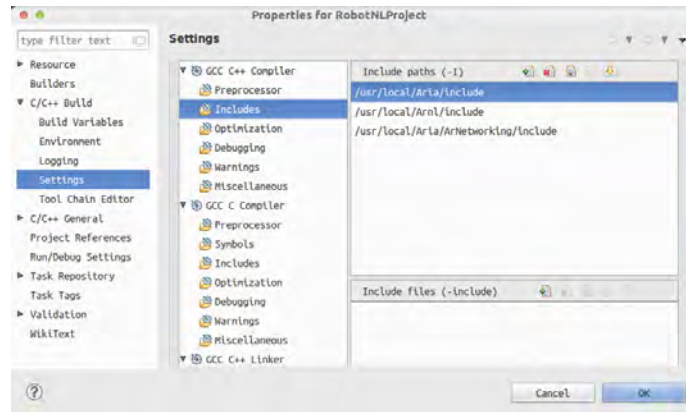 Properties for RobotNLProject
type filter text
Resource
Builders
C/C++ Build
Build Variables
Environment
Logging
Settings
Tool Chain Editor
C/C++ General
Project References
Run/Debug Settings
Task Repository
Task Tags
Validation
WikiText
Settings
GCC C++ Compiler
Preprocessor
Includes
Optimization
Debugging
Warnings
Miscellaneous
GCC C Compiler
Preprocessor
Symbols
Includes
Optimization
Debugging
Warnings
Miscellaneous
GCC C++ Linker
Include paths (-I)
/usr/local/Aria/include
/usr/local/Arnl/include
/usr/local/Aria/ArNetworking/include
Include files (-include)
?
Cancel
OK